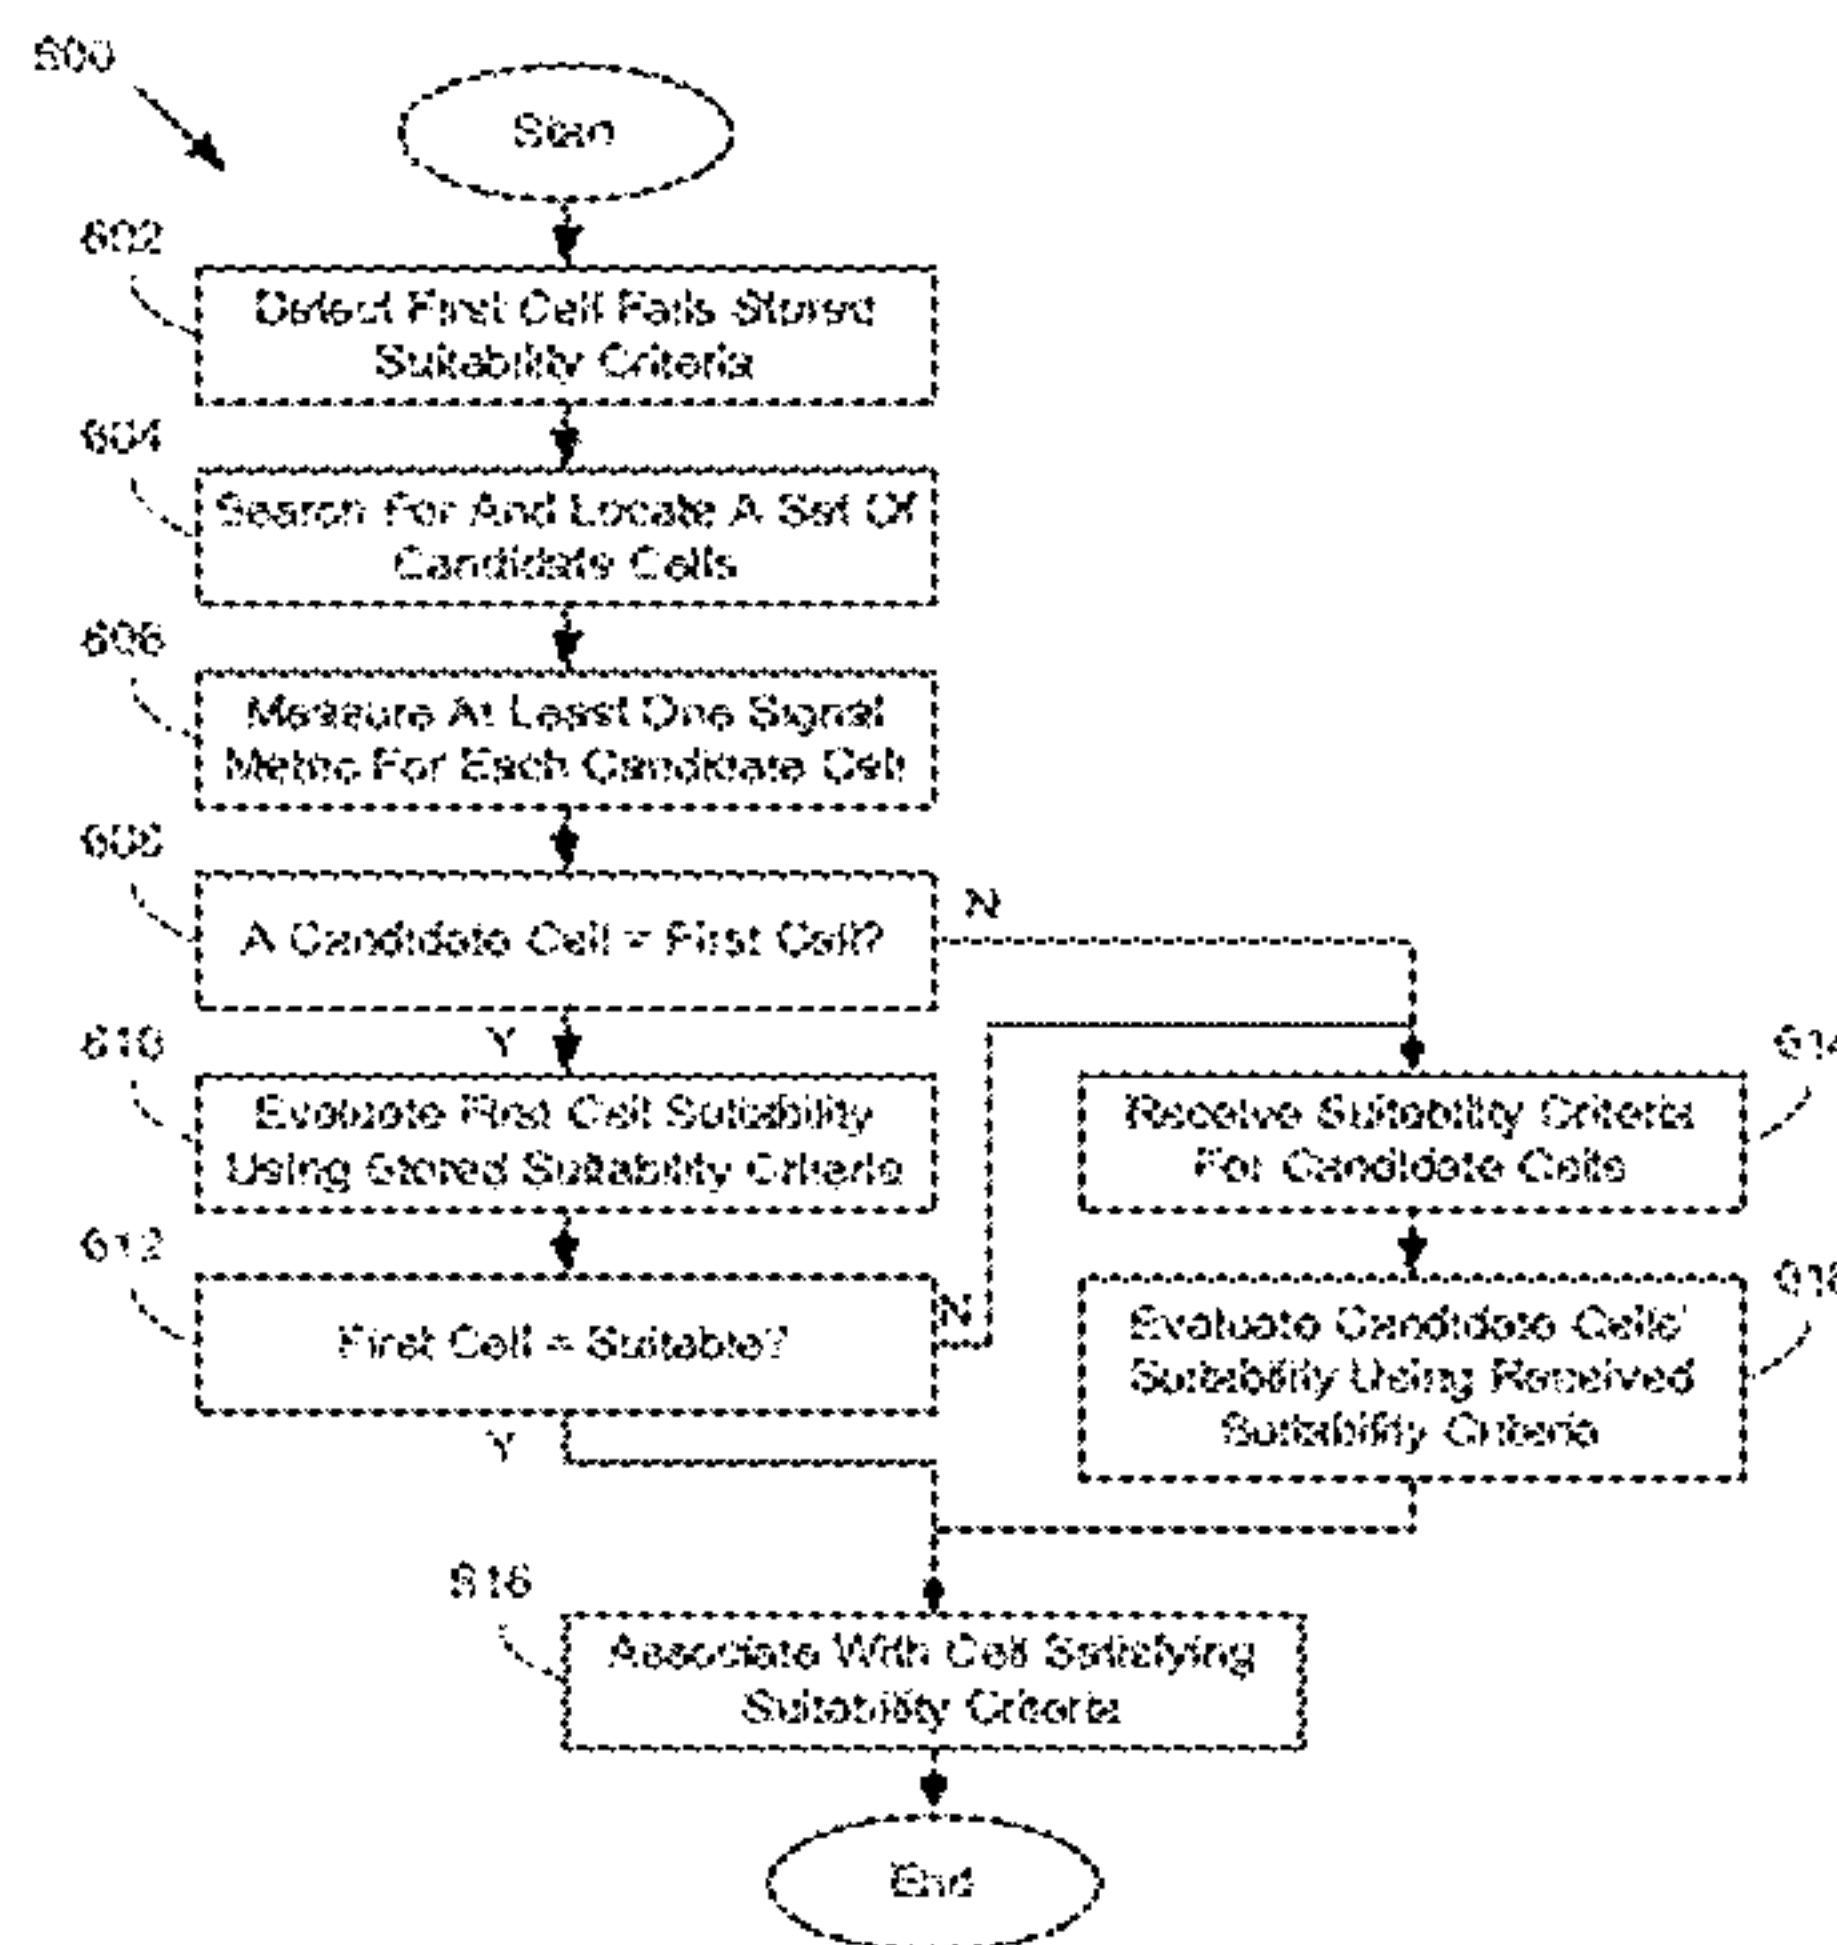 600
Start
602
Detect First Cell Fails Stored
Suitability Criteria
604
Search For And Locate A Set Of
Candidate Cells
606
Measure At Least One Signal
Metric For Each Candidate Cell
608
A Candidate Cell = First Cell?
N
Y
610
Evaluate First Cell Suitability
Using Stored Suitability Criteria
614
Receive Suitability Criteria
For Candidate Cells
612
First Cell = Suitable?
N
Y
Evaluate Candidate Cells'
Suitability Using Received
Suitability Criteria
Associate With Cell Satisfying
Suitability Criteria
End